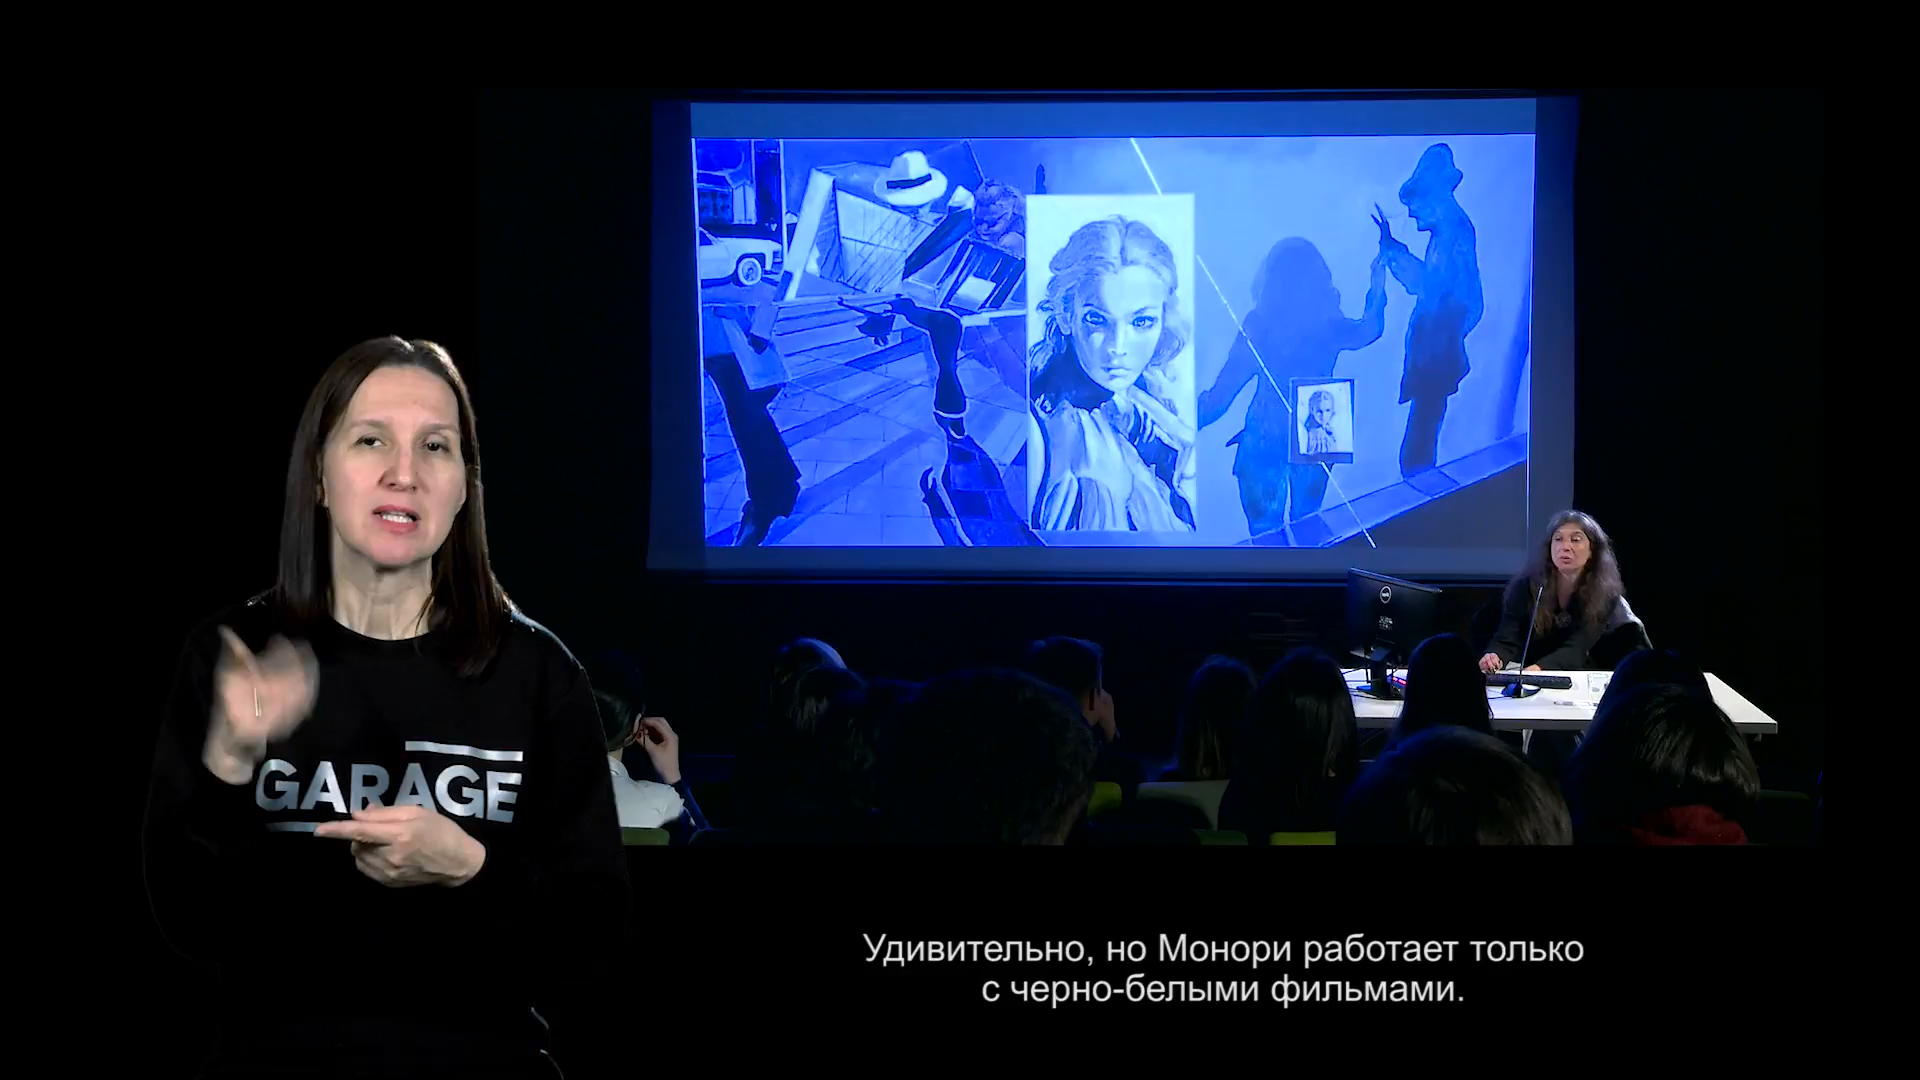 GARAGE
Удивительно, но Монори работает только
с черно-белыми фильмами.